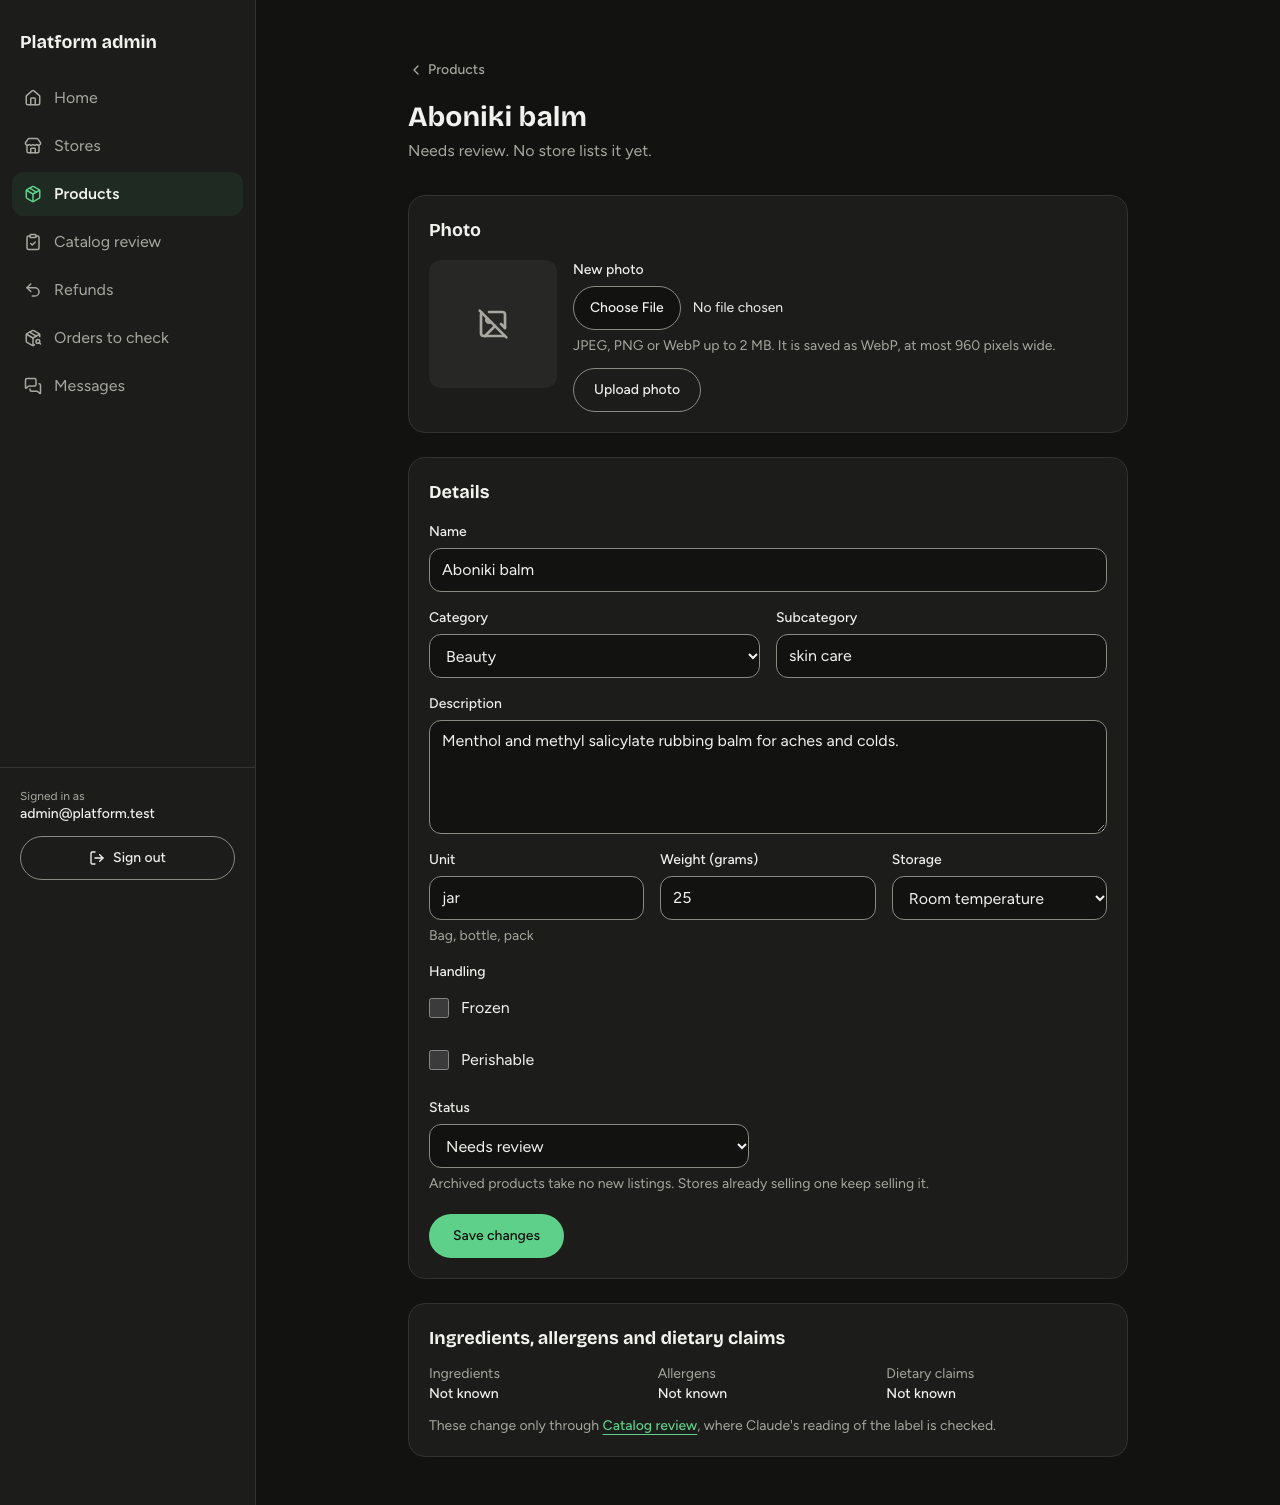 Platform admin
Home
Stores
Products
Catalog review
Refunds
Orders to check
Messages
Signed in as
admin@platform.test
Sign out
Products
Aboniki balm
Needs review. No store lists it yet.
Photo
New photo
Choose File No file chosen
JPEG, PNG or WebP up to 2 MB. It is saved as WebP, at most 960 pixels wide.
Upload photo
Details
Name
Aboniki balm
Category Subcategory
Beauty skin care
Description
Menthol and methyl salicylate rubbing balm for aches and colds.
Unit Weight (grams) Storage
jar 25 Room temperature
Bag, bottle, pack
Handling
Frozen
Perishable
Status
Needs review
Archived products take no new listings. Stores already selling one keep selling it.
Save changes
Ingredients, allergens and dietary claims
Ingredients Allergens Dietary claims
Not known Not known Not known
These change only through Catalog review, where Claude's reading of the label is checked.